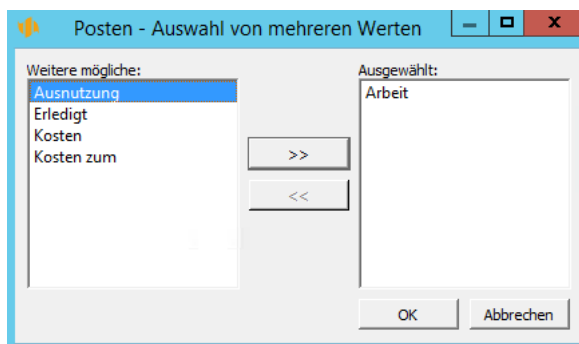 Posten - Auswahl von mehreren Werten
Weitere mögliche:
Ausnutzung
Erledigt
Kosten
Kosten zum
>>
<<
Ausgewählt:
Arbeit
OK
Abbrechen